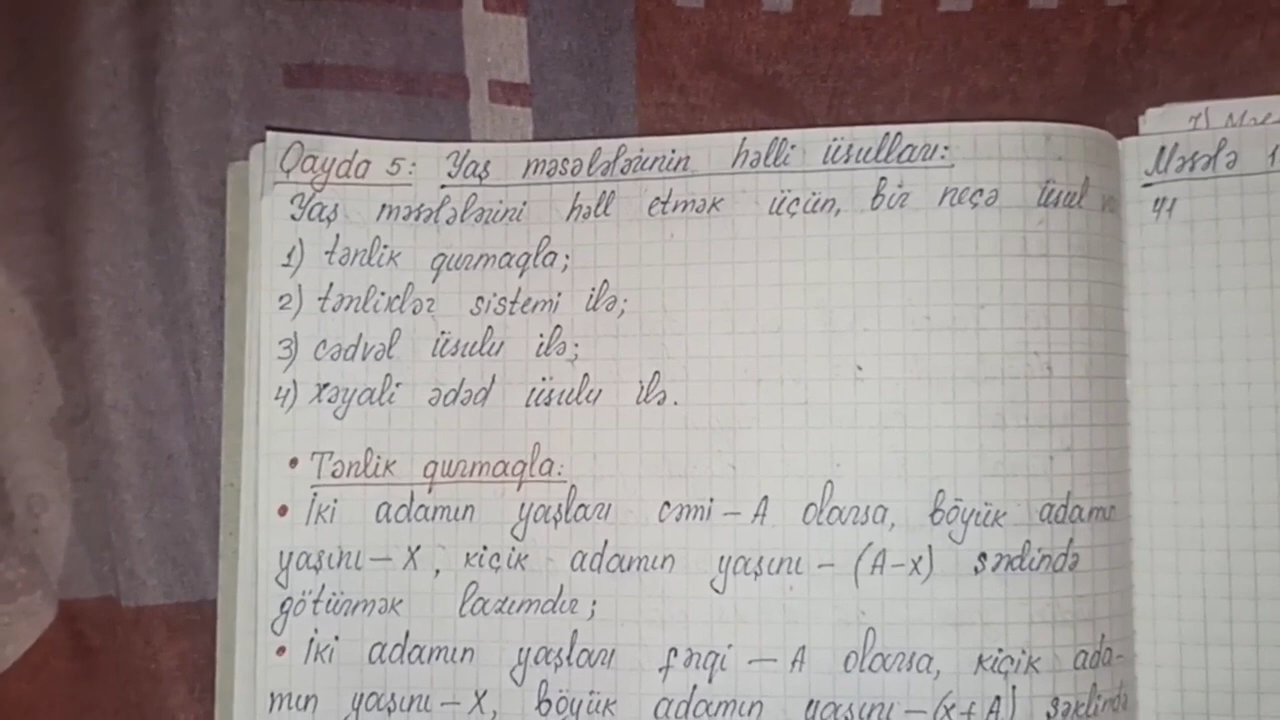 Qayda 5: Yaş məsələlərinin həlli üsulları:
Yaş məsələlərini həll etmək üçün, bir neçə üsul
1) tənlik qurmaqla;
2) tənliklər sistemi ilə;
3) cədvəl üsulu ilə;
4) xəyali ədəd üsulu ilə.
• Tənlik qurmaqla:
• İki adamın yaşları cəmi – A olarsa, böyük adamın
yaşını – x, kiçik adamın yaşını – (A-x) şəklində
götürmək lazımdır;
• İki adamın yaşları fərqi – A olarsa, kiçik ada-
mın yaşını – x, böyük adamın yaşını – (x+A) şəklində
Məsələ 1
41